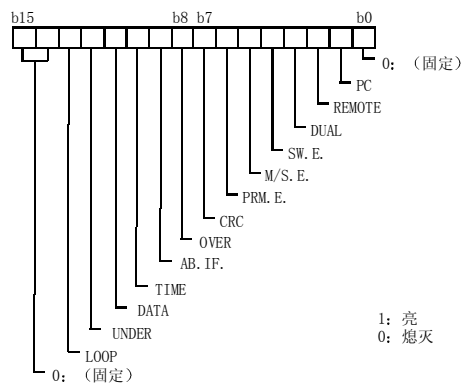 b15 b8 b7 b0
0: （固定）
PC
REMOTE
DUAL
SW.E.
M/S.E.
PRM.E.
CRC
OVER
AB.IF.
TIME
DATA
UNDER
LOOP
0: （固定）
1: 亮
0: 熄灭